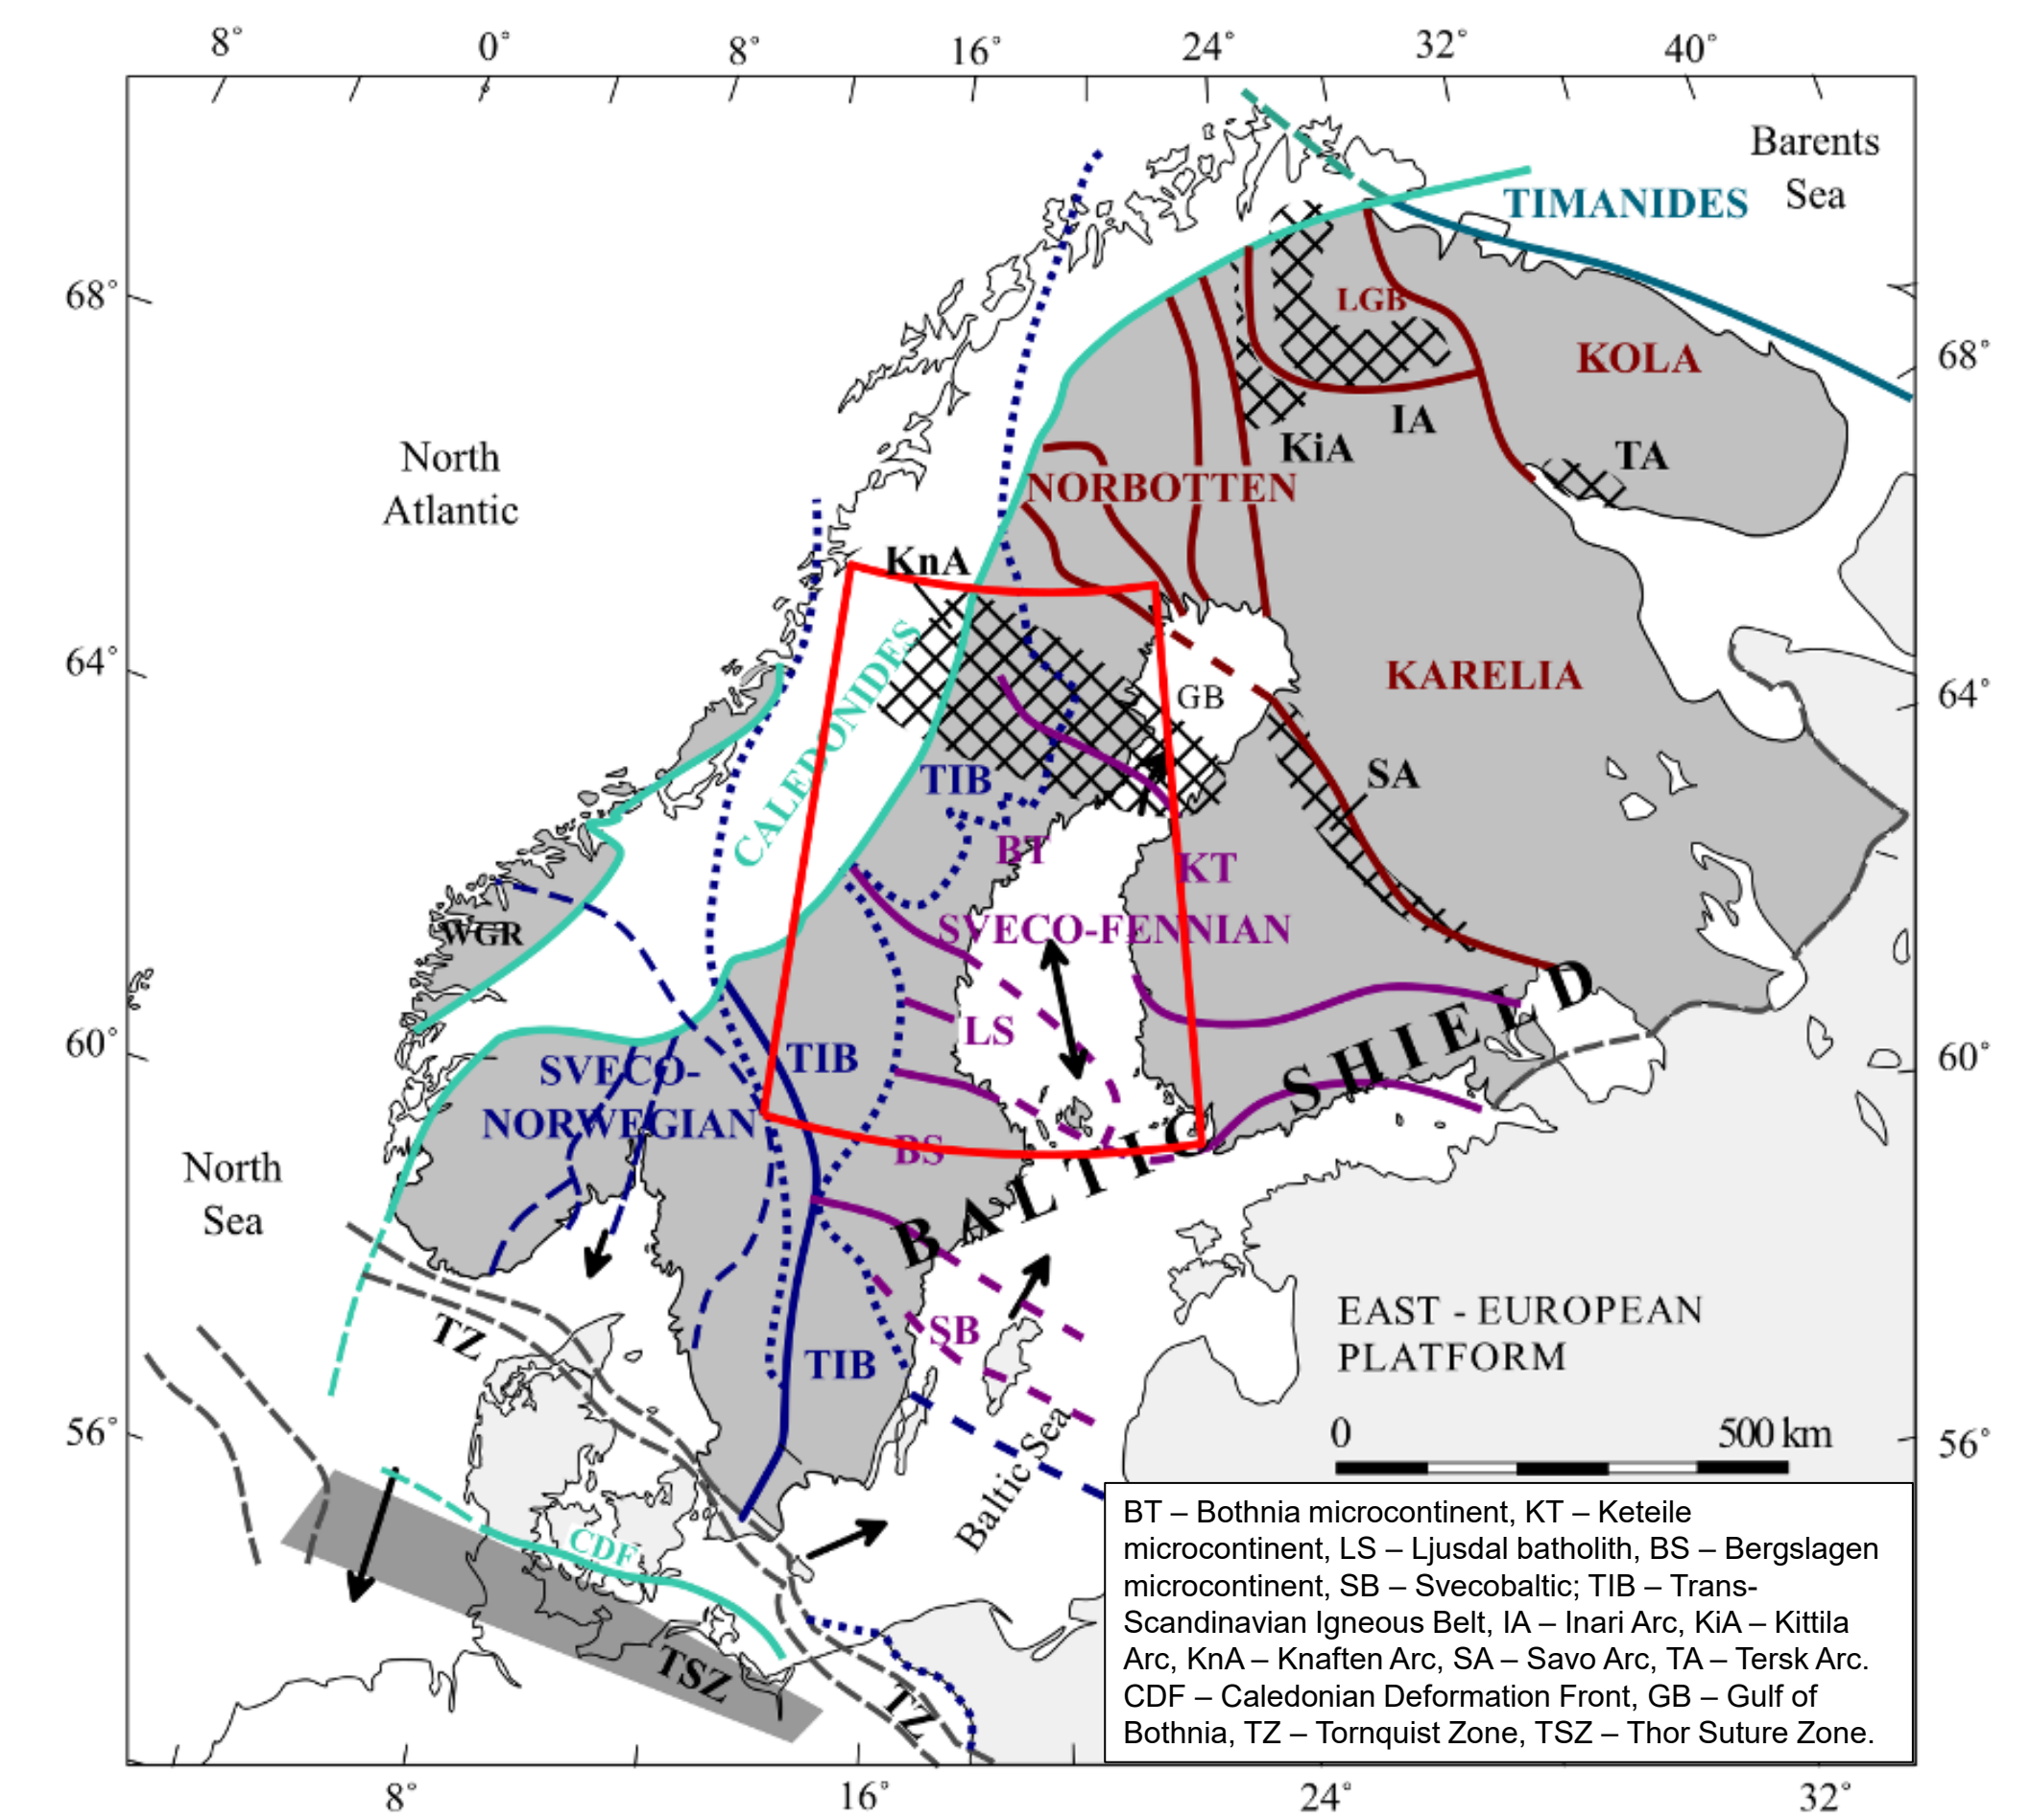 8° 0° 8° 16° 24° 32° 40°
Barents
Sea
TIMANIDES
68°
LGB
KOLA
68°
IA
KiA
TA
North
Atlantic
NORBOTTEN
KnA
64°
CALEDONIDES
GB
KARELIA
64°
TIB
SA
BT
KT
WGR
SVECO-FENNIAN
LS
60°
SVECO-
NORWEGIAN
TIB
60°
BS
BALTIC SHIELD
North
Sea
TZ
SB
TIB
EAST - EUROPEAN
PLATFORM
56°
0 500 km
56°
Baltic Sea
CDF
TSZ
TZ
BT – Bothnia microcontinent, KT – Keteile
microcontinent, LS – Ljusdal batholith, BS – Bergslagen
microcontinent, SB – Svecobaltic; TIB – Trans-
Scandinavian Igneous Belt, IA – Inari Arc, KiA – Kittila
Arc, KnA – Knaften Arc, SA – Savo Arc, TA – Tersk Arc.
CDF – Caledonian Deformation Front, GB – Gulf of
Bothnia, TZ – Tornquist Zone, TSZ – Thor Suture Zone.
8° 16° 24° 32°